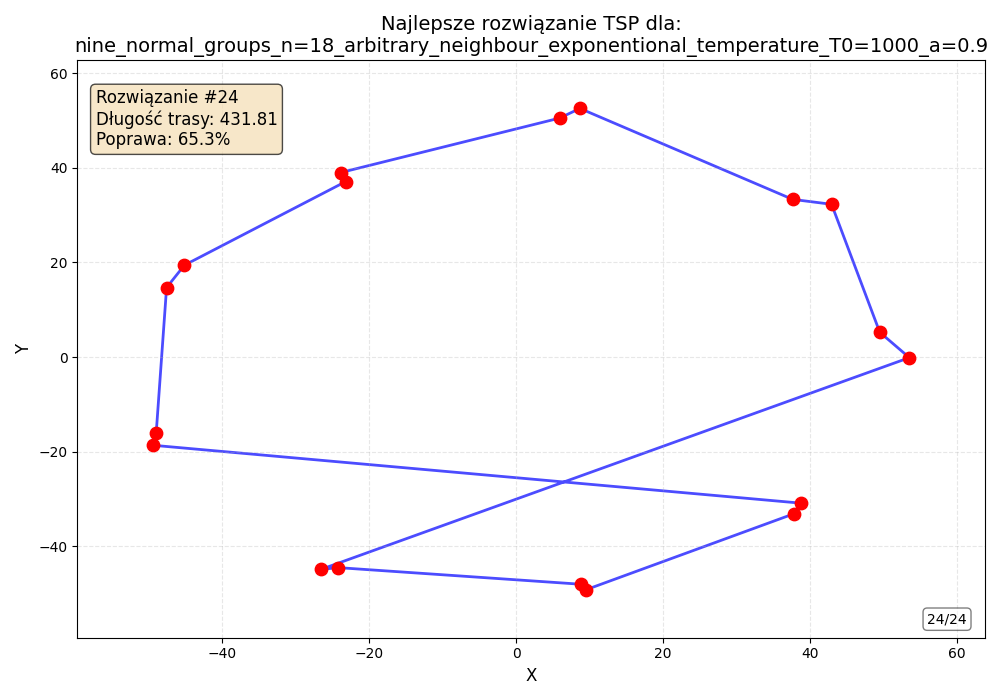 Najlepsze rozwiązanie TSP dla:
nine_normal_groups_n=18_arbitrary_neighbour_exponentional_temperature_T0=1000_a=0.9
Rozwiązanie #24
Długość trasy: 431.81
Poprawa: 65.3%
60
40
20
0
−20
−40
Y
24/24
−40
−20
0
20
40
60
X